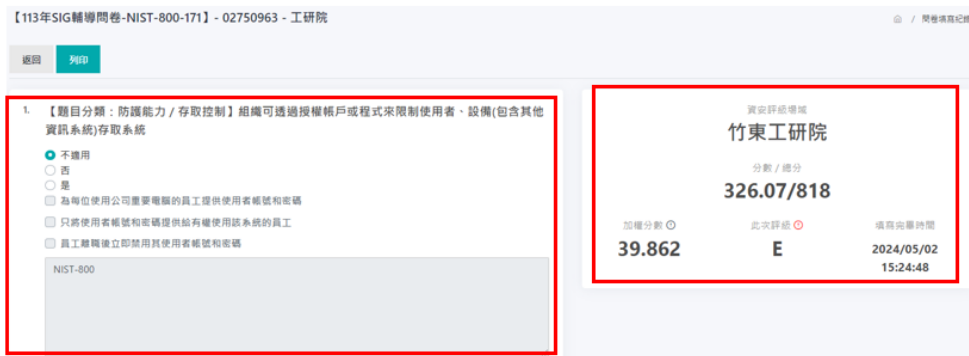 【113年SIG輔導問卷-NIST-800-171】- 02750963 - 工研院
/ 問卷填寫紀錄
返回
列印
1. 【題目分類：防護能力 / 存取控制】組織可透過授權帳戶或程式來限制使用者、設備(包含其他
資訊系統)存取系統
不適用
否
是
為每位使用公司重要電腦的員工提供使用者帳號和密碼
只將使用者帳號和密碼提供給有權使用該系統的員工
員工離職後立即禁用其使用者帳號和密碼
NIST-800
資安評級場域
竹東工研院
分數 / 總分
326.07/818
加權分數
此次評級
填寫完畢時間
39.862
E
2024/05/02
15:24:48